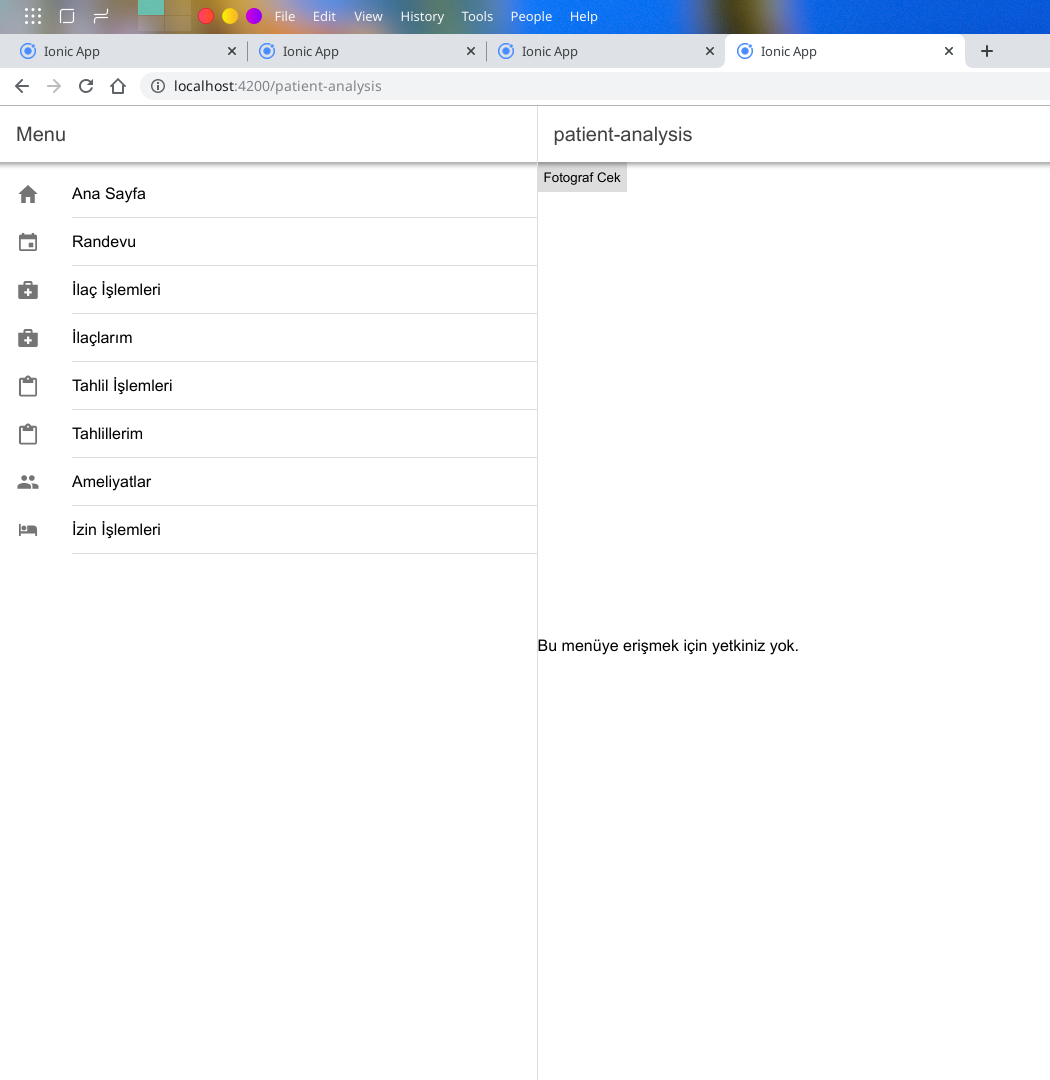 File Edit View History Tools People Help
Ionic App Ionic App Ionic App Ionic App
localhost:4200/patient-analysis
Menu
patient-analysis
Fotograf Cek
Ana Sayfa
Randevu
İlaç İşlemleri
İlaçlarım
Tahlil İşlemleri
Tahlillerim
Ameliyatlar
İzin İşlemleri
Bu menüye erişmek için yetkiniz yok.